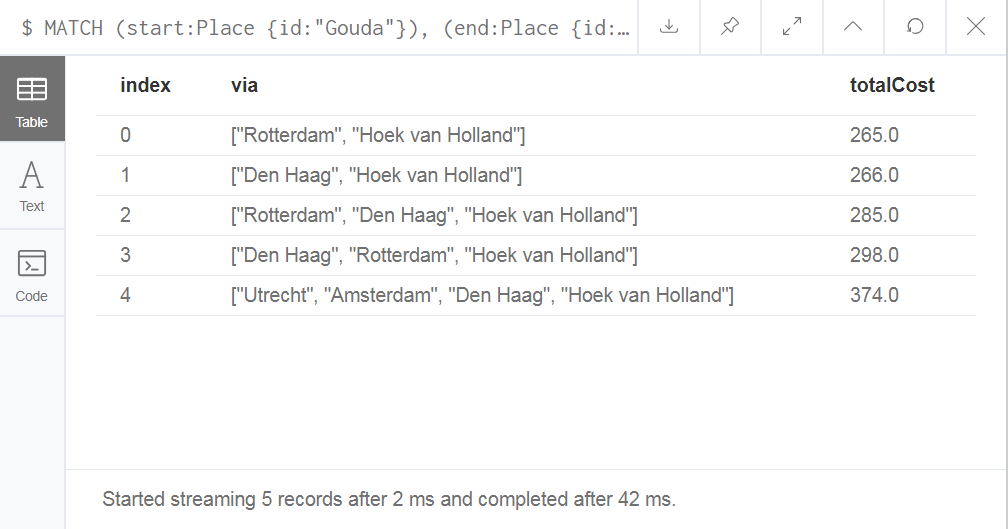 $ MATCH (start:Place {id:"Gouda"}), (end:Place {id:…
Table
Text
Code
index via totalCost
0 ["Rotterdam", "Hoek van Holland"] 265.0
1 ["Den Haag", "Hoek van Holland"] 266.0
2 ["Rotterdam", "Den Haag", "Hoek van Holland"] 285.0
3 ["Den Haag", "Rotterdam", "Hoek van Holland"] 298.0
4 ["Utrecht", "Amsterdam", "Den Haag", "Hoek van Holland"] 374.0
Started streaming 5 records after 2 ms and completed after 42 ms.